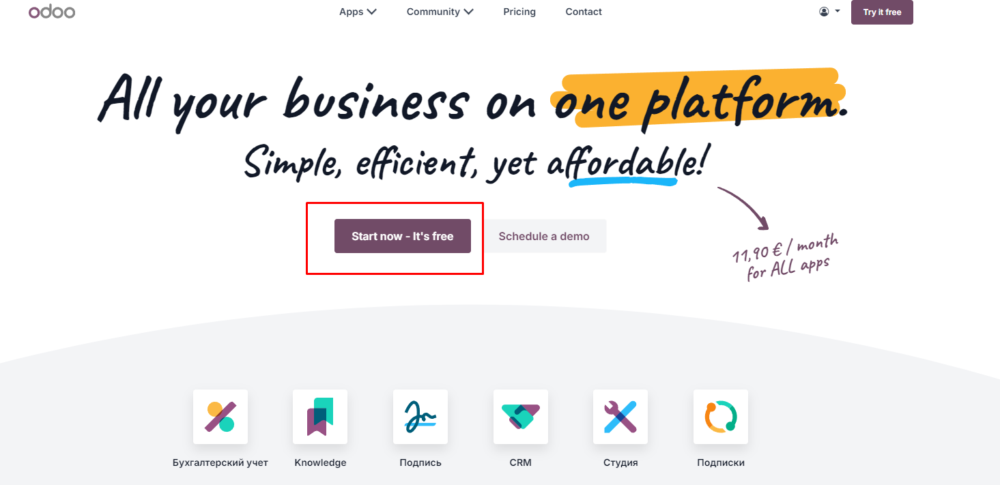 odoo
Apps Community Pricing Contact
Try it free
All your business on one platform.
Simple, efficient, yet affordable!
Start now - It's free
Schedule a demo
11,90 € / month
for ALL apps
Бухгалтерский учет
Knowledge
Подпись
CRM
Студия
Подписки